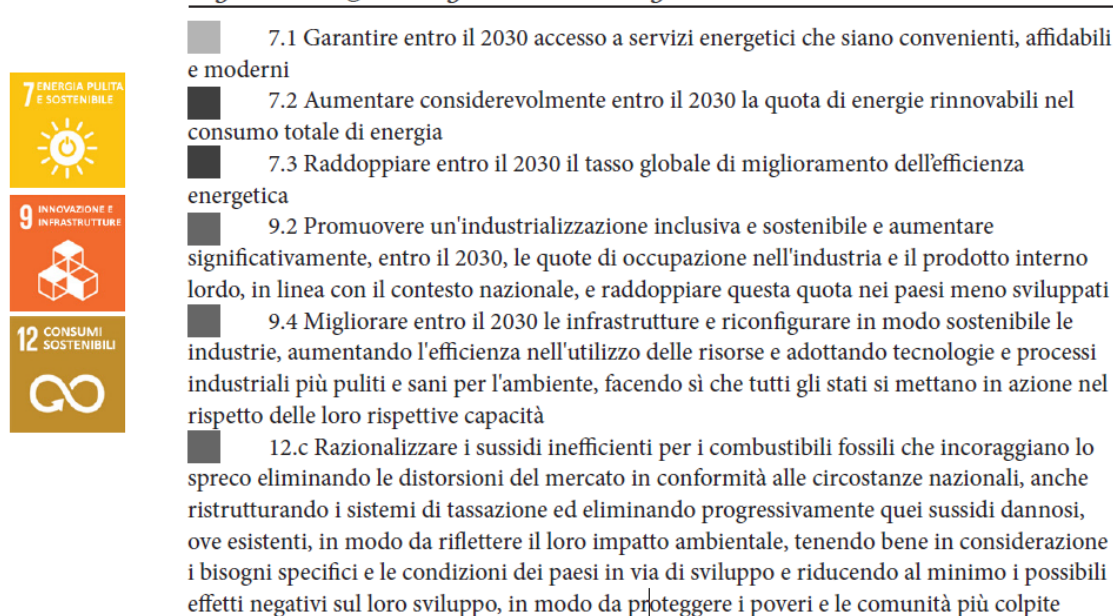 7.1 Garantire entro il 2030 accesso a servizi energetici che siano convenienti, affidabili
e moderni
7.2 Aumentare considerevolmente entro il 2030 la quota di energie rinnovabili nel
consumo totale di energia
7.3 Raddoppiare entro il 2030 il tasso globale di miglioramento dell'efficienza
energetica
9.2 Promuovere un'industrializzazione inclusiva e sostenibile e aumentare
significativamente, entro il 2030, le quote di occupazione nell'industria e il prodotto interno
lordo, in linea con il contesto nazionale, e raddoppiare questa quota nei paesi meno sviluppati
9.4 Migliorare entro il 2030 le infrastrutture e riconfigurare in modo sostenibile le
industrie, aumentando l'efficienza nell'utilizzo delle risorse e adottando tecnologie e processi
industriali più puliti e sani per l'ambiente, facendo sì che tutti gli stati si mettano in azione nel
rispetto delle loro rispettive capacità
12.c Razionalizzare i sussidi inefficienti per i combustibili fossili che incoraggiano lo
spreco eliminando le distorsioni del mercato in conformità alle circostanze nazionali, anche
ristrutturando i sistemi di tassazione ed eliminando progressivamente quei sussidi dannosi,
ove esistenti, in modo da riflettere il loro impatto ambientale, tenendo bene in considerazione
i bisogni specifici e le condizioni dei paesi in via di sviluppo e riducendo al minimo i possibili
effetti negativi sul loro sviluppo, in modo da proteggere i poveri e le comunità più colpite
7 ENERGIA PULITA
E SOSTENIBILE
9 INNOVAZIONE E
INFRASTRUTTURE
12 CONSUMI
SOSTENIBILI